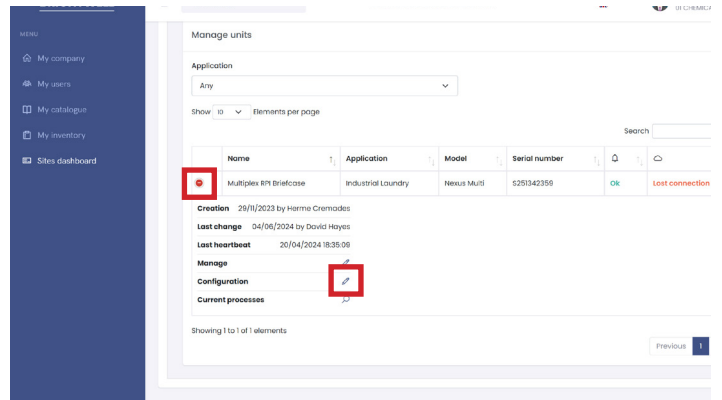 MENU
My company
My users
My catalogue
My inventory
Sites dashboard
Manage units
Application
Any
Show 10 Elements per page
Search
Name Application Model Serial number
Multiplex RPI Briefcase Industrial Laundry Nexus Multi S251342359 Ok Lost connection
Creation 29/11/2023 by Herme Cremades
Last change 04/06/2024 by David Hayes
Last heartbeat 20/04/2024 18:35:09
Manage
Configuration
Current processes
Showing 1 to 1 of 1 elements
Previous 1